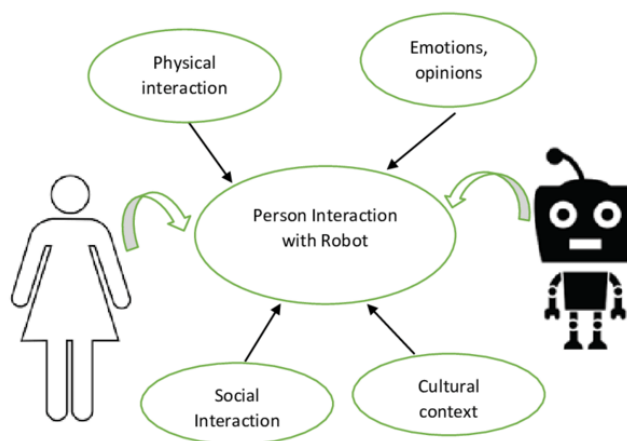 Physical
interaction
Emotions,
opinions
Person Interaction
with Robot
Social
Interaction
Cultural
context